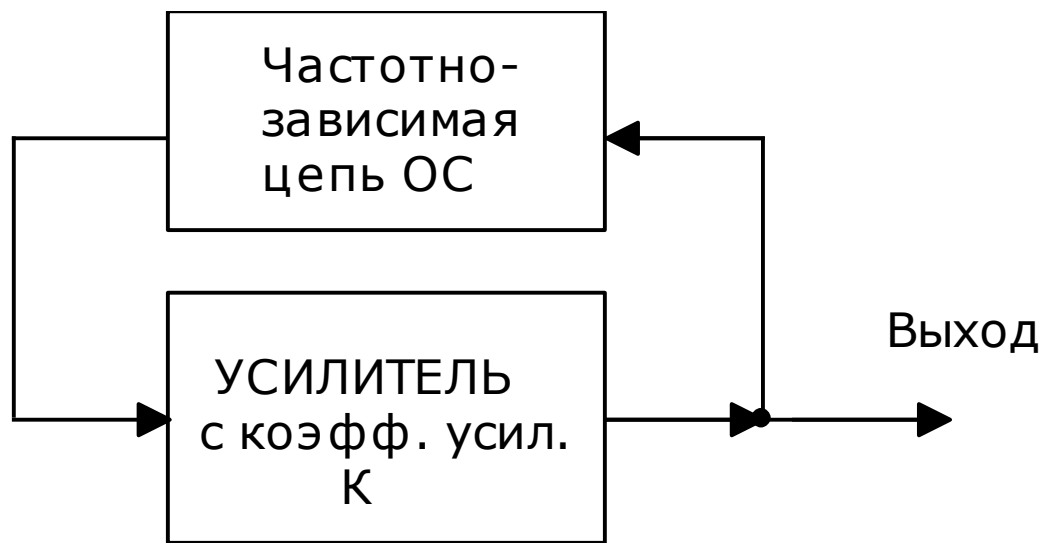 Частотно-
зависимая
цепь ОС
Выход
УСИЛИТЕЛЬ
с коэфф. усил.
К